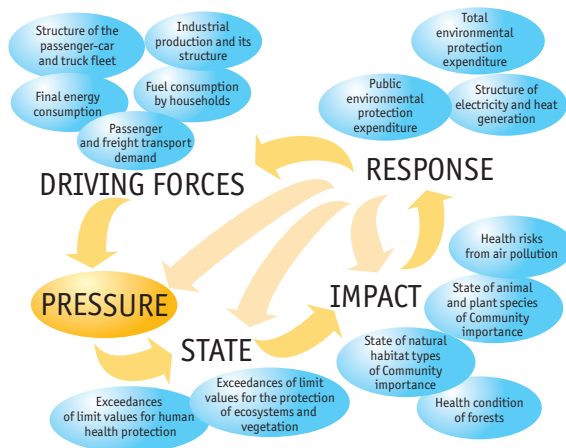 Structure of the
passenger-car
and truck fleet
Industrial
production and its
structure
Final energy
consumption
Fuel consumption
by households
Passenger
and freight transport
demand
Total
environmental
protection
expenditure
Public
environmental
protection
expenditure
Structure of
electricity and heat
generation
DRIVING FORCES
RESPONSE
PRESSURE
STATE
IMPACT
Health risks
from air pollution
State of animal
and plant species
of Community
importance
State of natural
habitat types
of Community
importance
Health condition
of forests
Exceedances
of limit values for human
health protection
Exceedances of limit
values for the protection
of ecosystems and
vegetation